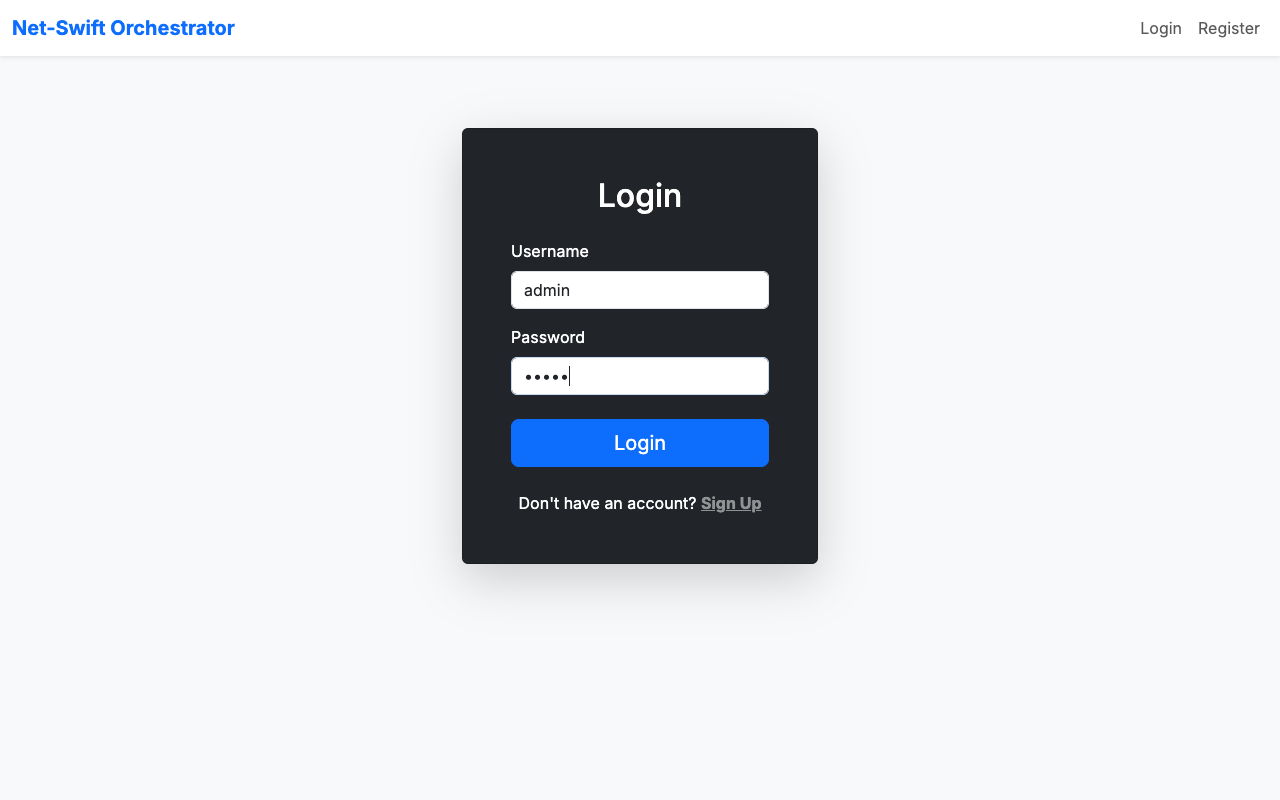 Net-Swift Orchestrator
Login Register
Login
Username
admin
Password
•••••
Login
Don't have an account? Sign Up